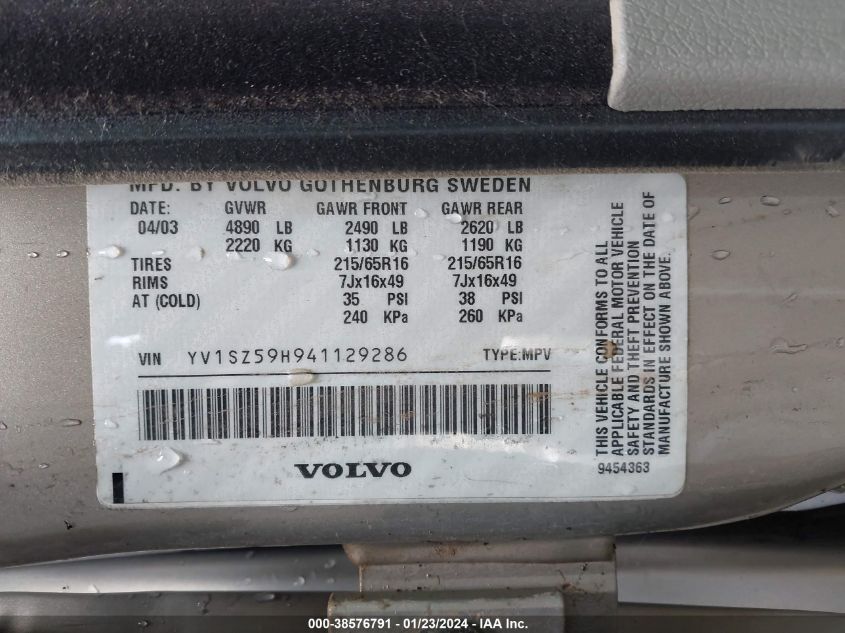 MFD. BY VOLVO GOTHENBURG SWEDEN
DATE: GVWR GAWR FRONT GAWR REAR
04/03 4890 LB 2490 LB 2620 LB
2220 KG 1130 KG 1190 KG
TIRES 215/65R16 215/65R16
RIMS 7Jx16x49 7Jx16x49
AT (COLD) 35 PSI 38 PSI
240 KPa 260 KPa
VIN YV1SZ59H941129286 TYPE:MPV
VOLVO
THIS VEHICLE CONFORMS TO ALL
APPLICABLE FEDERAL MOTOR VEHICLE
SAFETY AND THEFT PREVENTION
STANDARDS IN EFFECT ON THE DATE OF
MANUFACTURE SHOWN ABOVE.
9454363
000-38576791 - 01/23/2024 - IAA Inc.